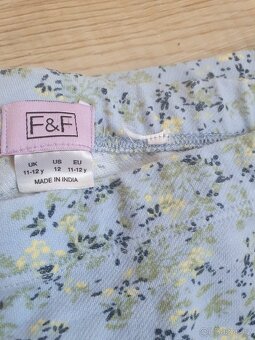 F&F
UK US EU
11-12 y 12 11-12 y
MADE IN INDIA